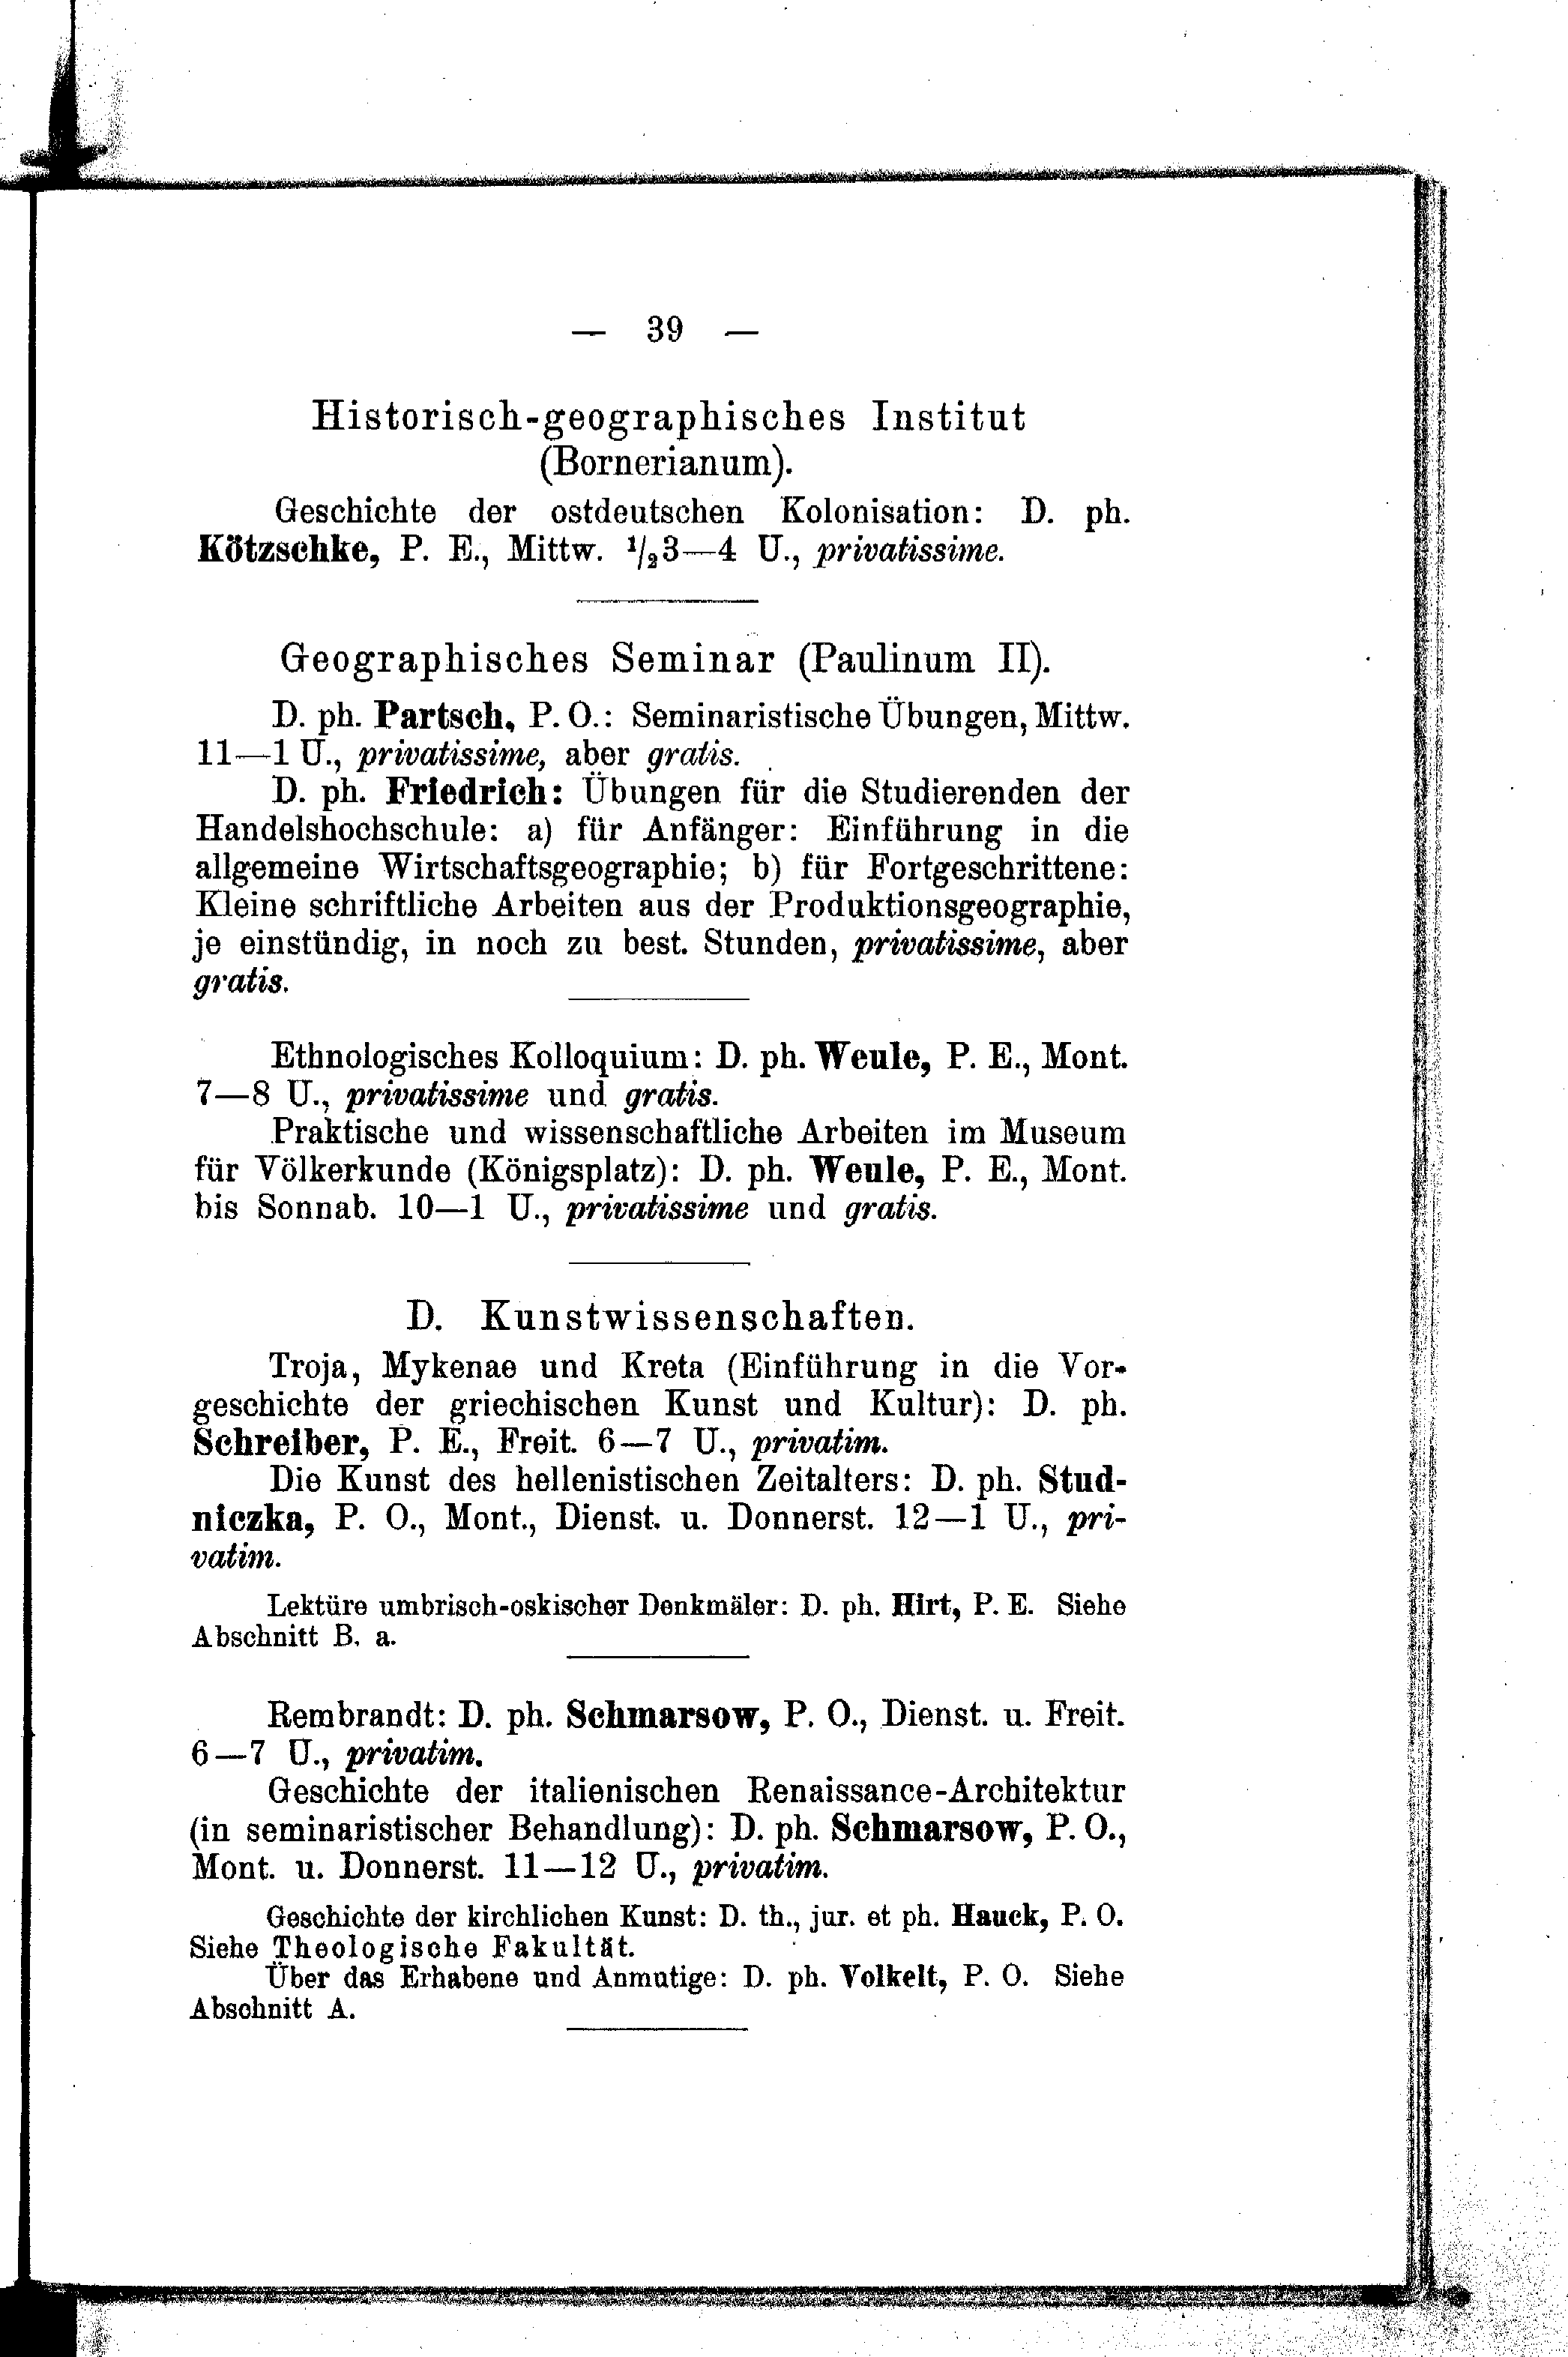 — 39 —
Historisch-geographisches Institut
(Bornerianum).
Geschichte der ostdeutschen Kolonisation: D. ph.
Kötzschke, P. E., Mittw. 1/2 3—4 U., privatissime.
Geographisches Seminar (Paulinum II).
D. ph. Partsch, P. O.: Seminaristische Übungen, Mittw.
11—1 U., privatissime, aber gratis.
D. ph. Friedrich: Übungen für die Studierenden der
Handelshochschule: a) für Anfänger: Einführung in die
allgemeine Wirtschaftsgeographie; b) für Fortgeschrittene:
Kleine schriftliche Arbeiten aus der Produktionsgeographie,
je einstündig, in noch zu best. Stunden, privatissime, aber
gratis.
Ethnologisches Kolloquium: D. ph. Weule, P. E., Mont.
7—8 U., privatissime und gratis.
Praktische und wissenschaftliche Arbeiten im Museum
für Völkerkunde (Königsplatz): D. ph. Weule, P. E., Mont.
bis Sonnab. 10—1 U., privatissime und gratis.
D. Kunstwissenschaften.
Troja, Mykenae und Kreta (Einführung in die Vor-
geschichte der griechischen Kunst und Kultur): D. ph.
Schreiber, P. E., Freit. 6—7 U., privatim.
Die Kunst des hellenistischen Zeitalters: D. ph. Stud-
niczka, P. O., Mont., Dienst. u. Donnerst. 12—1 U., pri-
vatim.
Lektüre umbrisch-oskischer Denkmäler: D. ph. Hirt, P. E. Siehe
Abschnitt B. a.
Rembrandt: D. ph. Schmarsow, P. O., Dienst. u. Freit.
6—7 U., privatim.
Geschichte der italienischen Renaissance-Architektur
(in seminaristischer Behandlung): D. ph. Schmarsow, P. O.,
Mont. u. Donnerst. 11—12 U., privatim.
Geschichte der kirchlichen Kunst: D. th., jur. et ph. Hauck, P. O.
Siehe Theologische Fakultät.
Über das Erhabene und Anmutige: D. ph. Volkelt, P. O. Siehe
Abschnitt A.